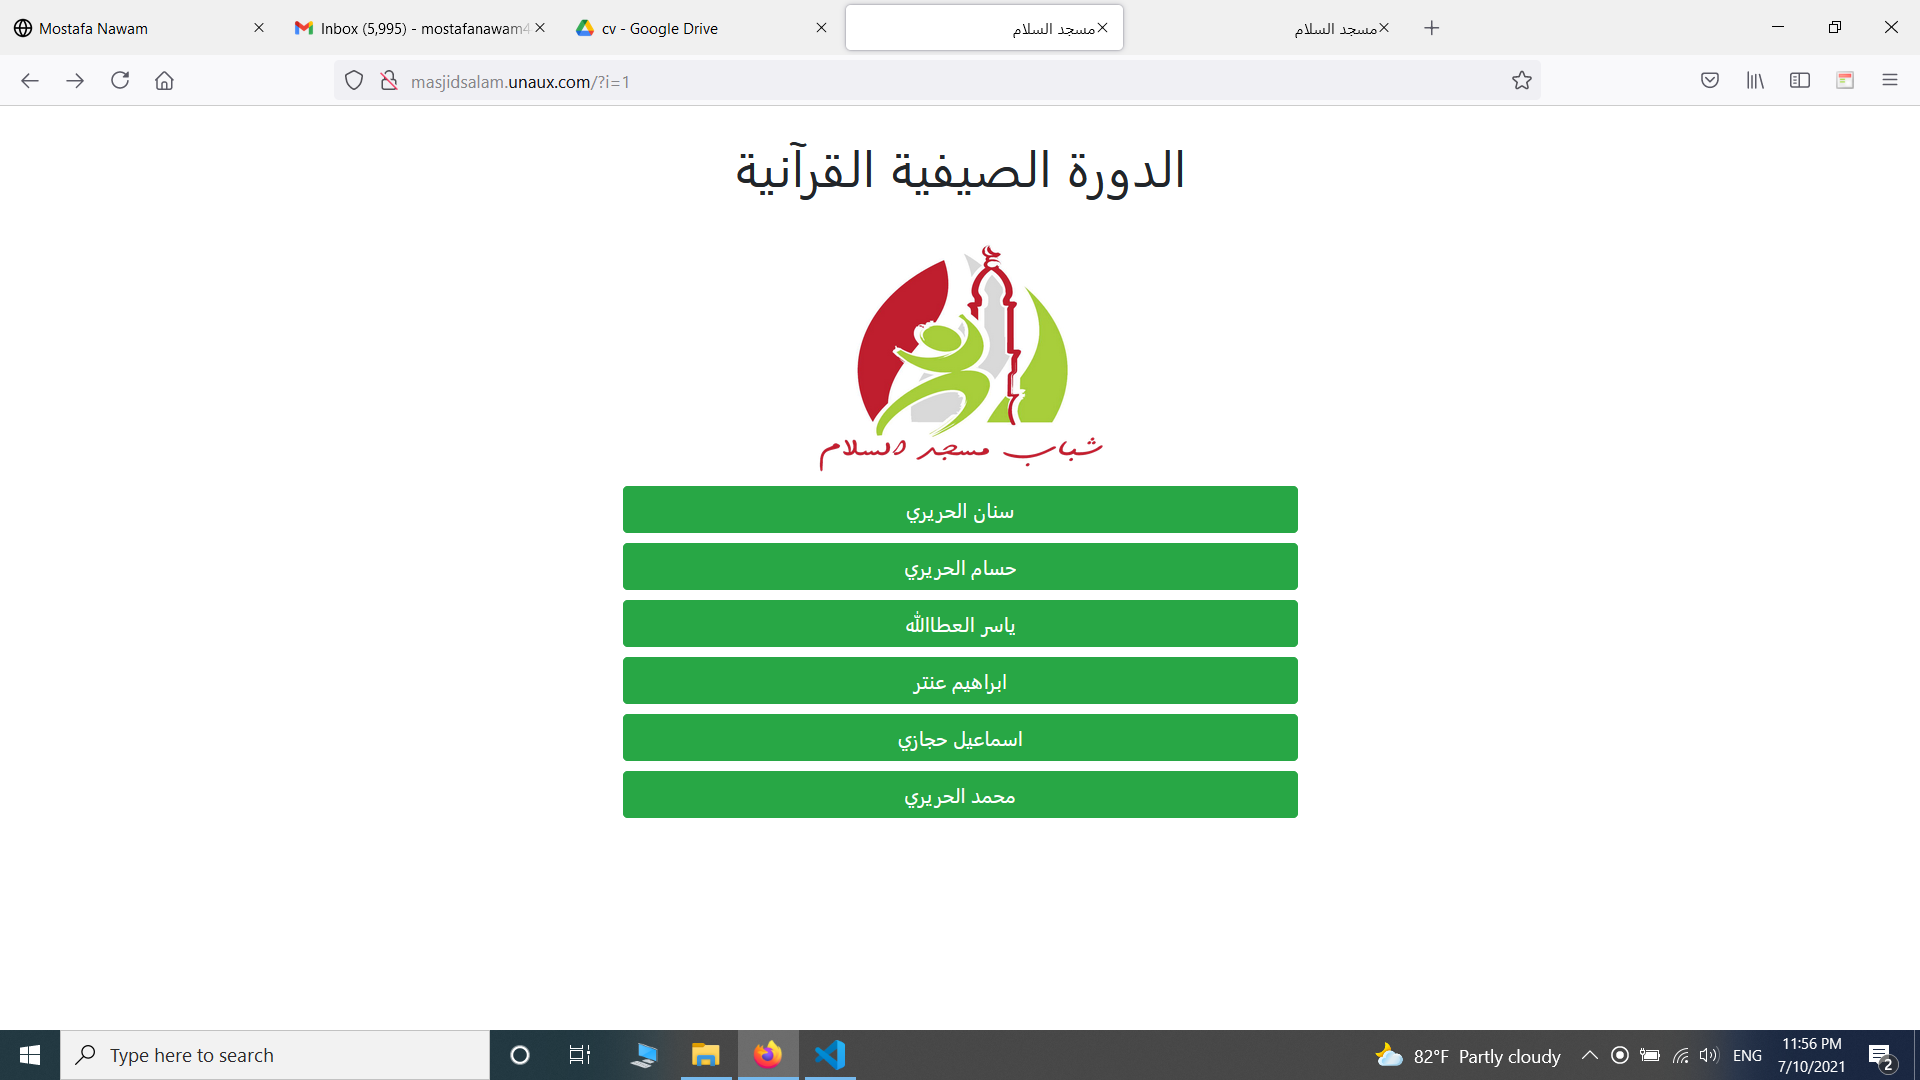 Mostafa Nawam
Inbox (5,995) - mostafanawam4
cv - Google Drive
مسجد السلام
مسجد السلام
masjidsalam.unaux.com/?i=1
الدورة الصيفية القرآنية
شباب مسجد السلام
سنان الحريري
حسام الحريري
ياسر العطاالله
ابراهيم عنتر
اسماعيل حجازي
محمد الحريري
Type here to search
82°F Partly cloudy
ENG
11:56 PM
7/10/2021
2